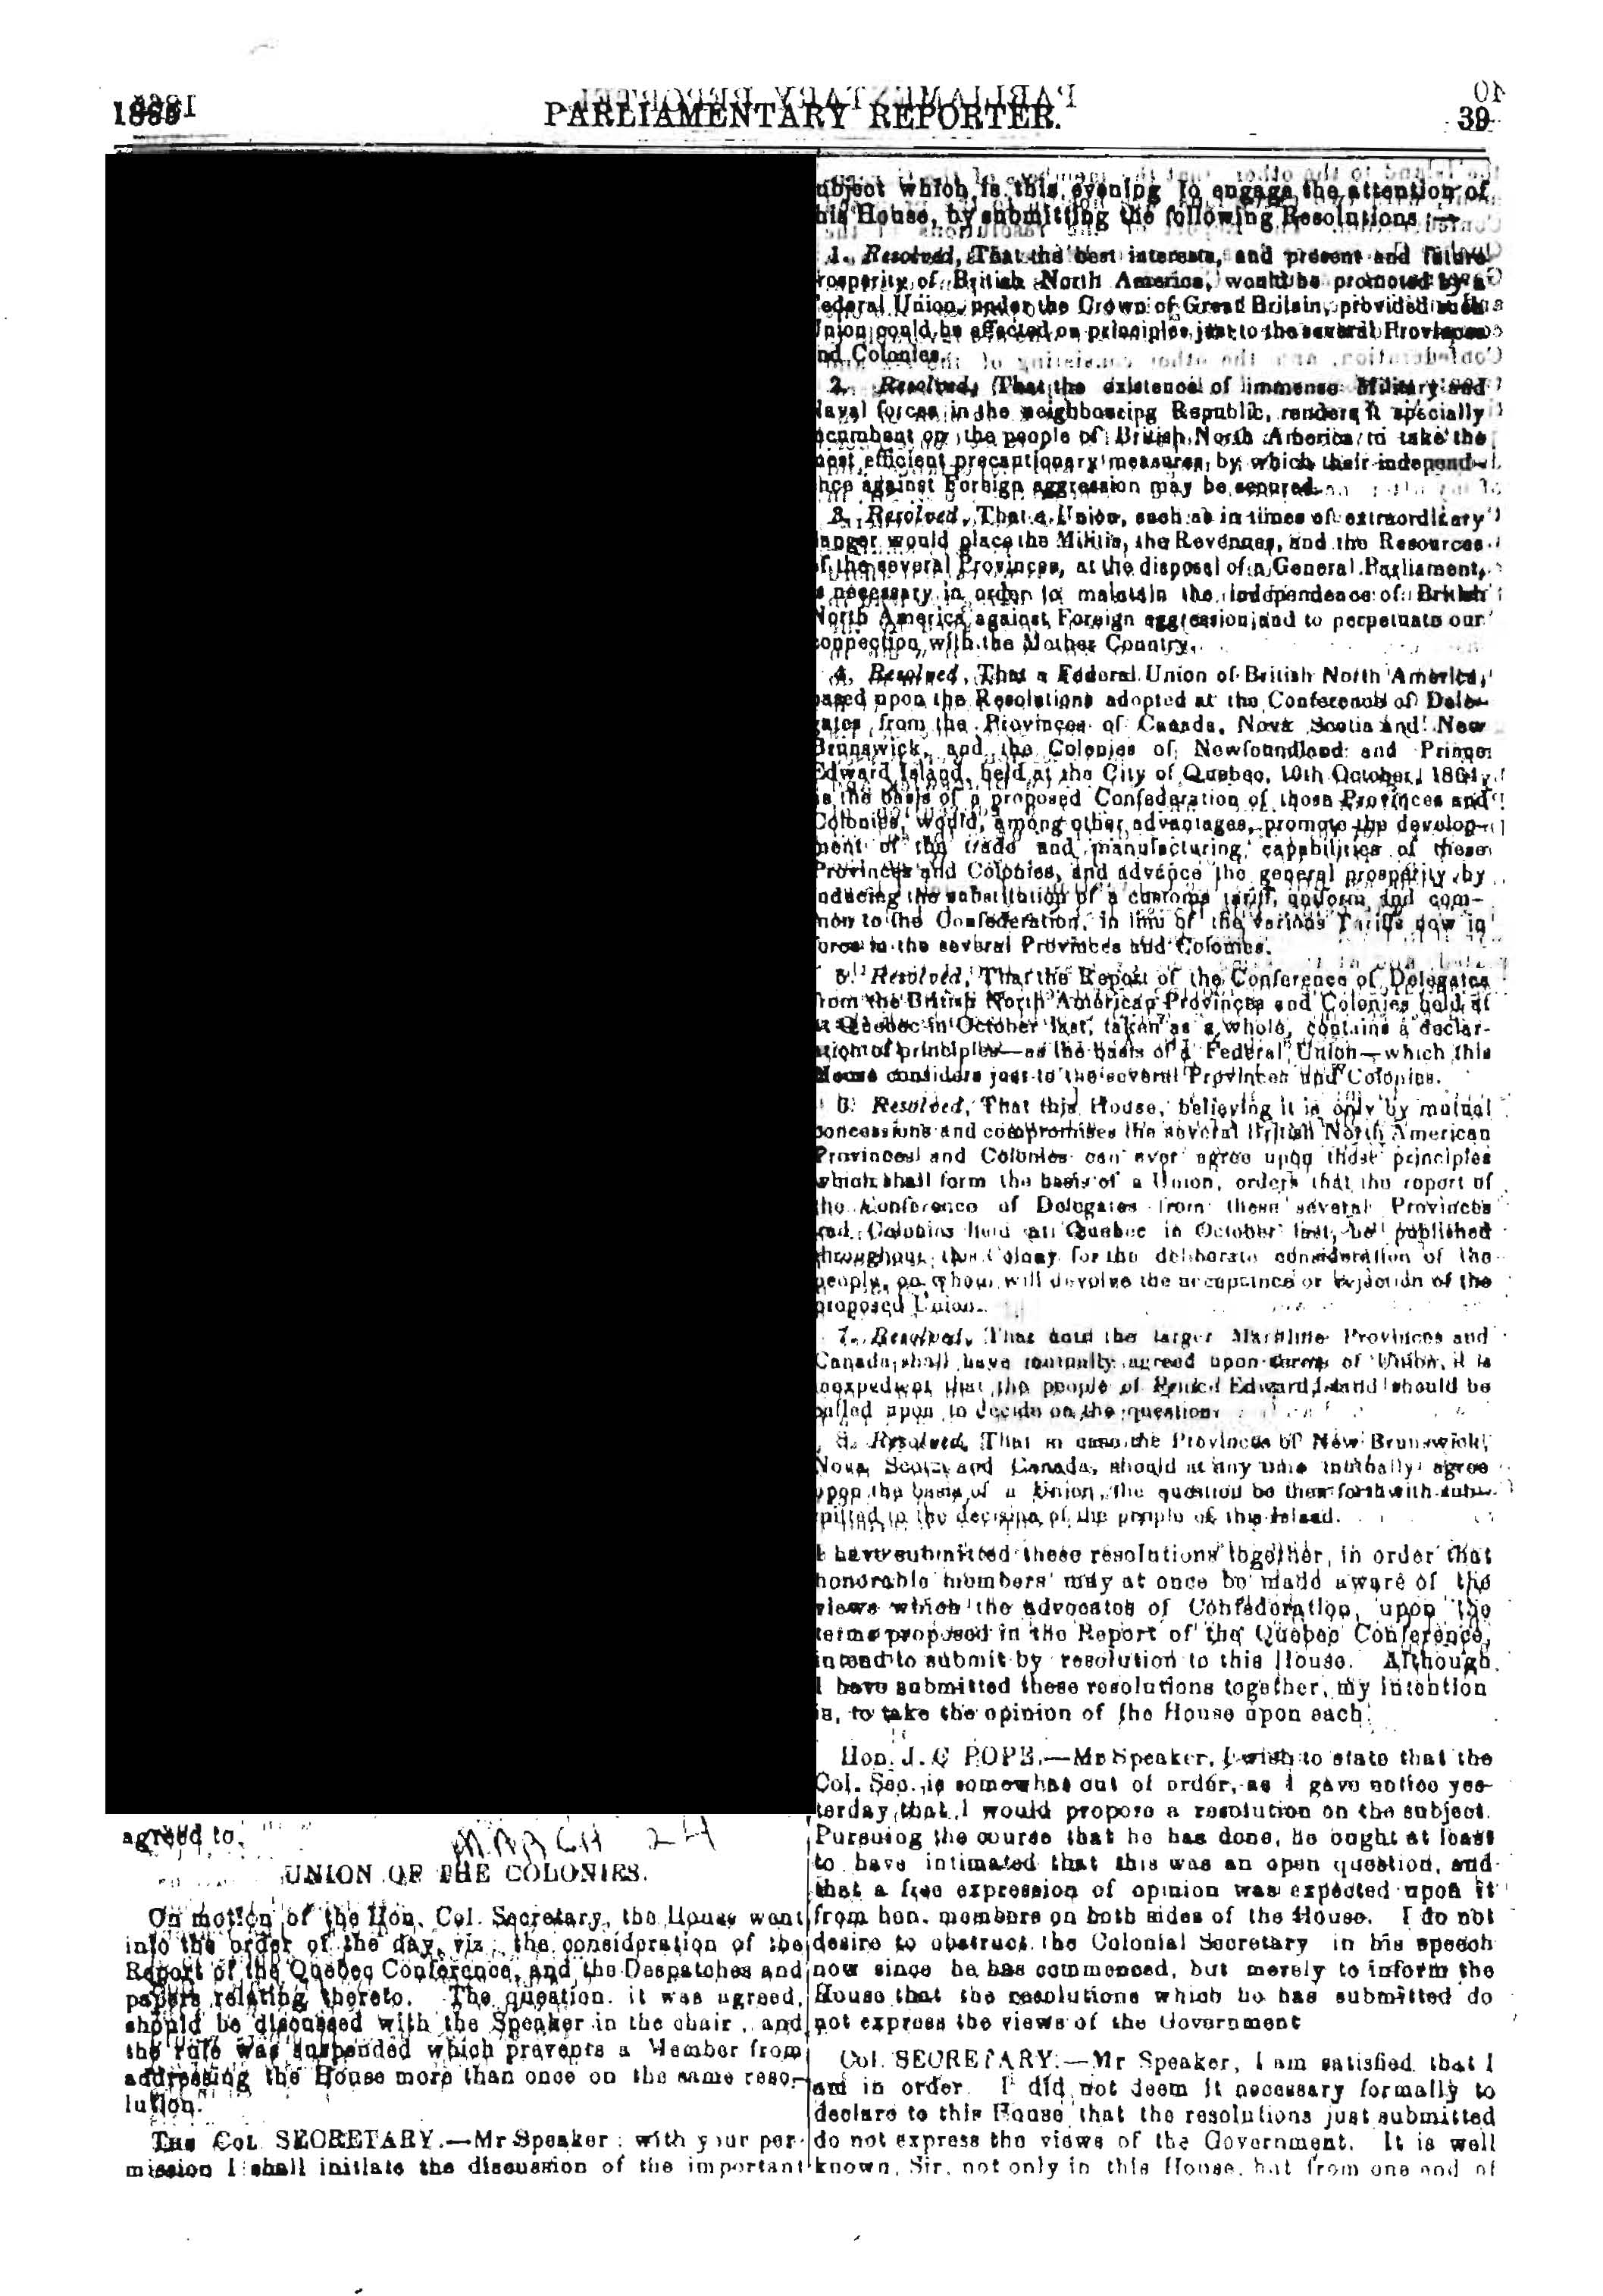 1865
PARLIAMENTARY REPORTER.
39
agreed to.
MARCH 24
UNION OF THE COLONIES.
On motion of the Hon. Col. Secretary, the House went
into the order of the day, viz: the consideration of the
Report of the Quebec Conference, and the Despatches and
papers relating thereto. The question, it was agreed,
should be discussed with the Speaker in the chair, and
the rule was suspended which prevents a Member from
addressing the House more than once on the same reso-
lution.
THE COL SECRETARY.—Mr Speaker: with your per-
mission I shall initiate the discussion of the important
ubject which is this evening to engage the attention of
his House, by submitting the following Resolutions:—
1. Resolved, That the best interests, and present and future
rosperity of British North America, would be promoted by a
ederal Union, under the Crown of Great Britain, provided such
Union could be effected on principles just to the several Provinces
nd Colonies.
2. Resolved, That the existence of immense Military and
Naval forces in the neighbouring Republic, renders it specially
ncumbent on the people of British North America to take the
most efficient precautionary measures, by which their independ-
nce against Foreign aggression may be secured.
3. Resolved, That a Union, such as in times of extraordinary
danger would place the Militia, the Revenues, and the Resources
f the several Provinces, at the disposal of a General Parliament,
s necessary in order to maintain the independence of British
North America against Foreign aggression, and to perpetuate our
connection with the Mother Country.
4. Resolved, That a Federal Union of British North America,
based upon the Resolutions adopted at the Conference of Dele-
gates from the Provinces of Canada, Nova Scotia and New
Brunswick, and the Colonies of Newfoundland and Prince
Edward Island, held at the City of Quebec, 10th October, 1864,
as the basis of a proposed Confederation of those Provinces and
Colonies, would, among other advantages, promote the develop-
ment of the trade and manufacturing capabilities of these
Provinces and Colonies, and advance the general prosperity by
nducing the substitution of a customs tariff, uniform and com-
mon to the Confederation, in lieu of the various Tariffs now in
force in the several Provinces and Colonies.
5. Resolved, That the Report of the Conference of Delegates
from the British North American Provinces and Colonies held at
at Quebec in October last, taken as a whole, contains a declar-
ation of principles—as the basis of a Federal Union—which this
House considers just to the several Provinces and Colonies.
6. Resolved, That this House, believing it is only by mutual
concessions and compromises the several British North American
Provinces and Colonies can ever agree upon those principles
which shall form the basis of a Union, orders that the report of
the Conference of Delegates from these several Provinces
and Colonies held at Quebec in October last, be published
throughout this Colony for the deliberate consideration of the
people, on whom will devolve the acceptance or rejection of the
proposed Union.
7. Resolved, That until the larger Maritime Provinces and
Canada shall have mutually agreed upon terms of Union, it is
inexpedient that the people of Prince Edward Island should be
called upon to decide on the question.
8. Resolved, That in case the Provinces of New Brunswick,
Nova Scotia and Canada, should at any time mutually agree
upon the basis of a Union, the question be then forthwith sub-
mitted to the decision of the people of this Island.
I have submitted these resolutions together, in order that
honorable members may at once be made aware of the
views which the advocates of Confederation, upon the
terms proposed in the Report of the Quebec Conference,
intend to submit by resolution to this House. Although
I have submitted these resolutions together, my intention
is, to take the opinion of the House upon each.
Hon. J. C POPE.—Mr Speaker, I wish to state that the
Col. Sec. is somewhat out of order, as I gave notice yes-
terday that I would propose a resolution on the subject.
Pursuing the course that he has done, he ought at least
to have intimated that this was an open question, and
that a free expression of opinion was expected upon it
from hon. members on both sides of the House. I do not
desire to obstruct the Colonial Secretary in his speech
now since he has commenced, but merely to inform the
House that the resolutions which he has submitted do
not express the views of the Government
Col. SECRETARY.—Mr Speaker, I am satisfied that I
am in order. I did not deem it necessary formally to
declare to this House that the resolutions just submitted
do not express the views of the Government. It is well
known, Sir, not only in this House, but from one end of